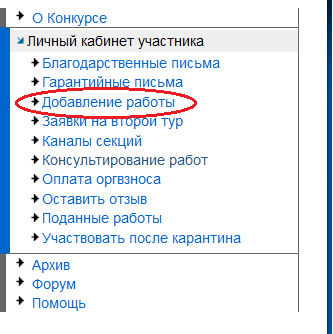 О Конкурсе
Личный кабинет участника
Благодарственные письма
Гарантийные письма
Добавление работы
Заявки на второй тур
Каналы секций
Консультирование работ
Оплата оргвзноса
Оставить отзыв
Поданные работы
Участвовать после карантина
Архив
Форум
Помощь